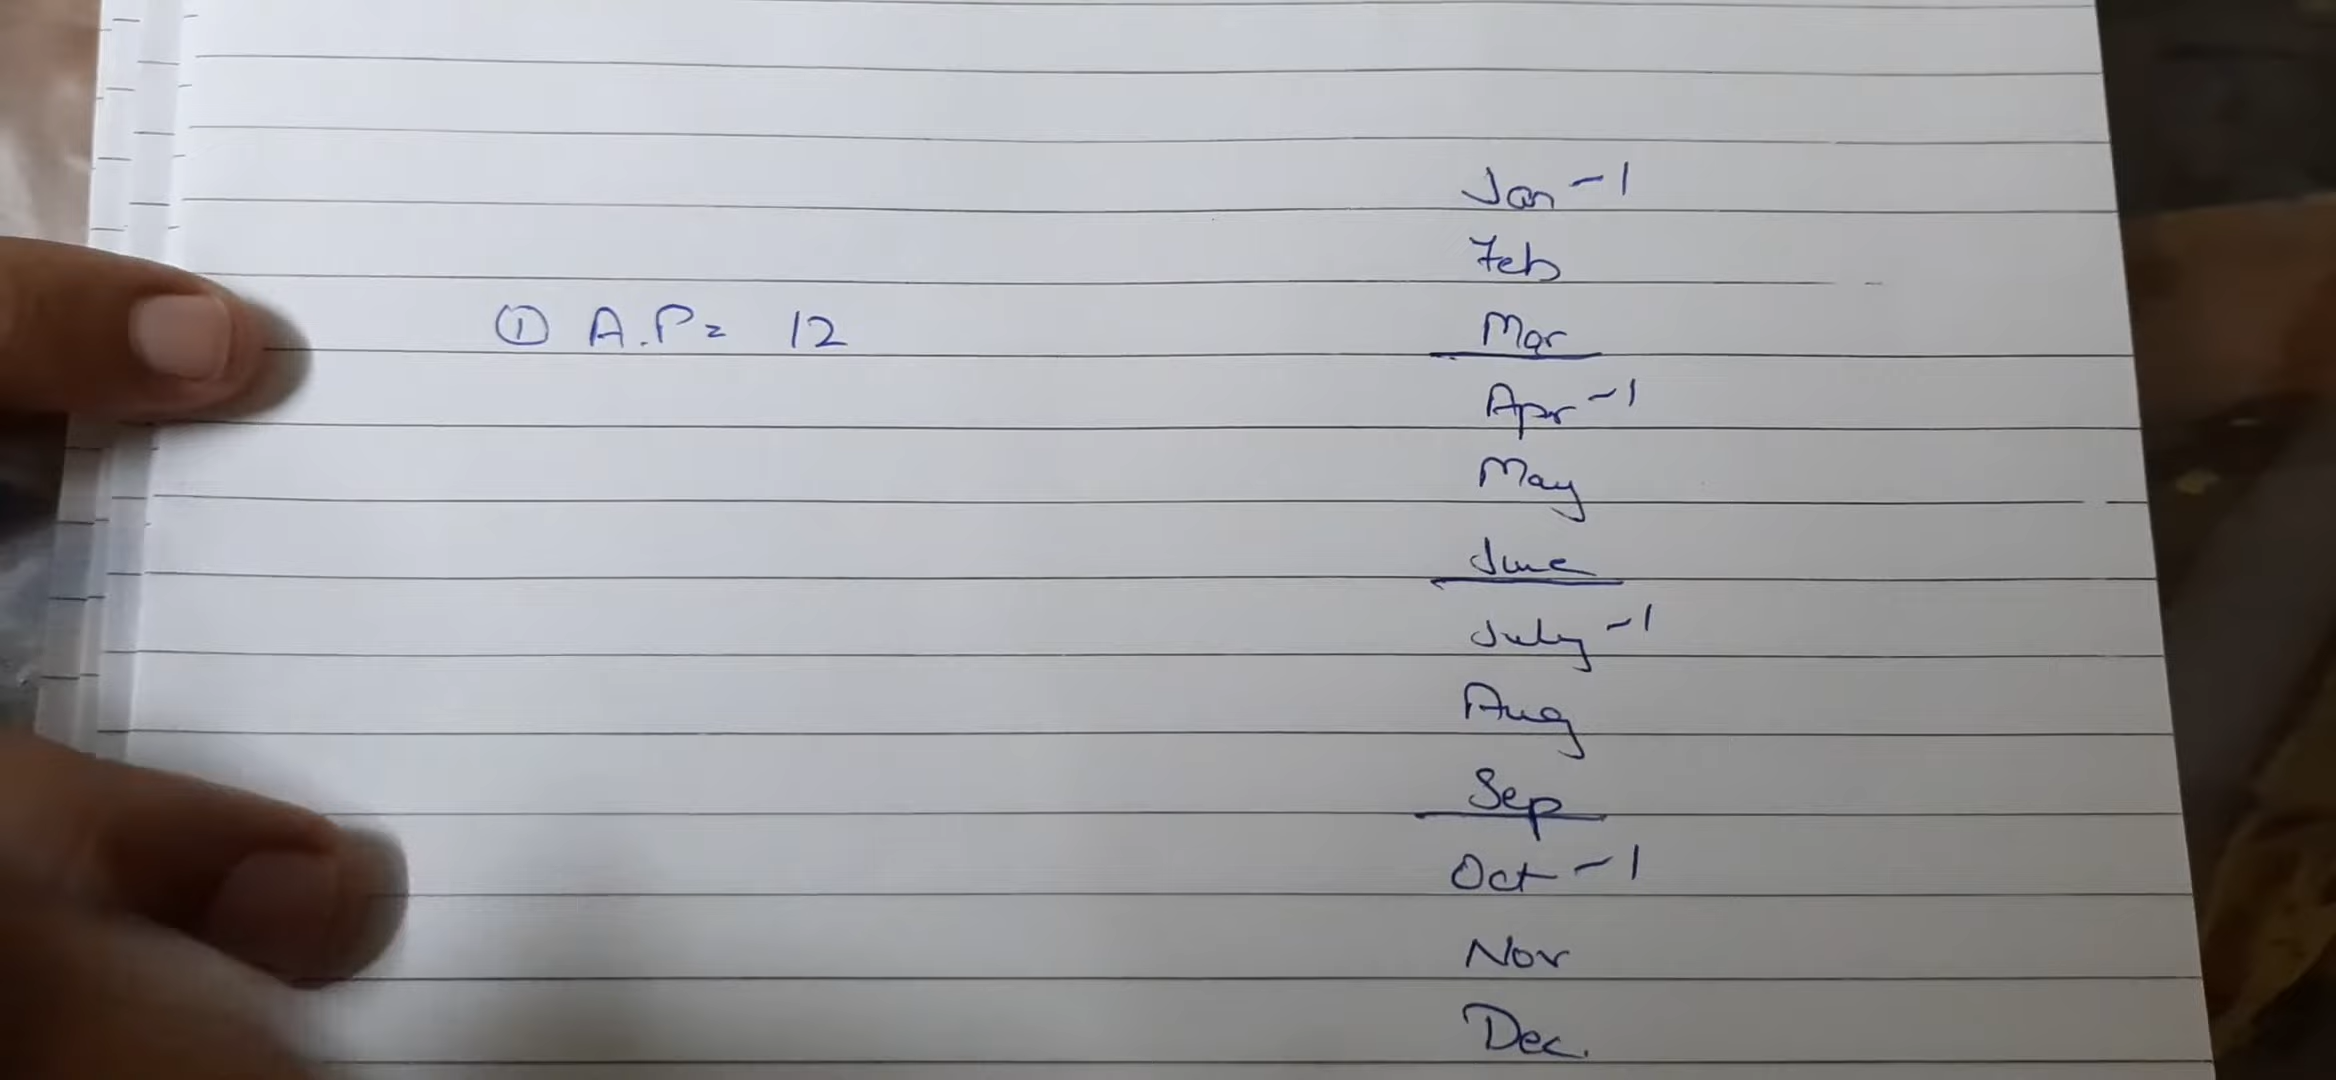 Jan - 1
Feb
① A.P = 12
Mar
Apr - 1
May
June
July - 1
Aug
Sep
Oct - 1
Nov
Dec.